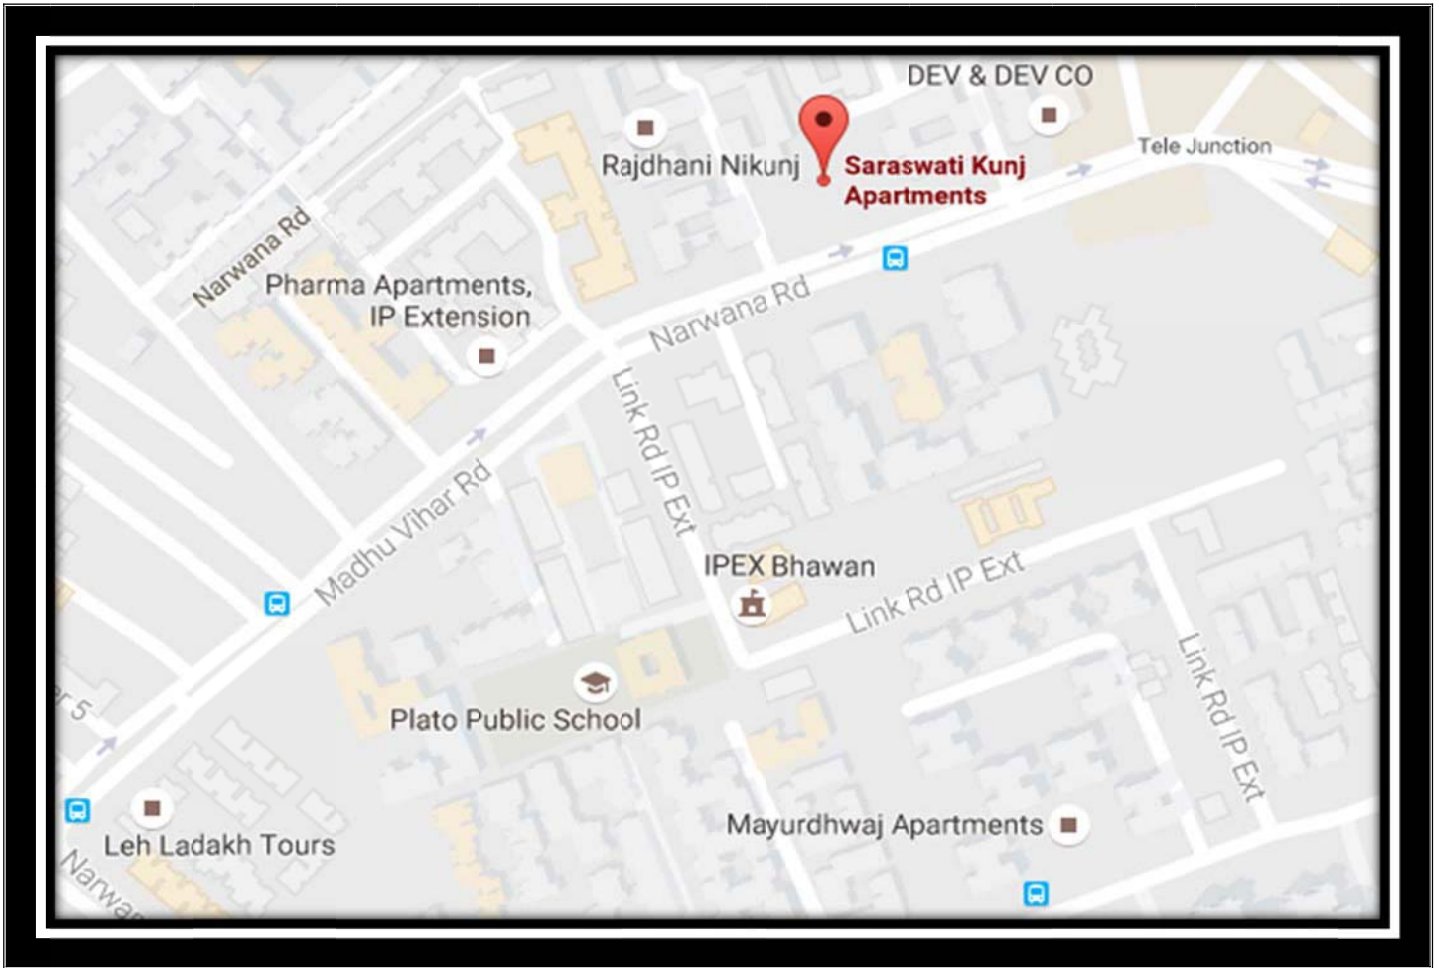 DEV & DEV CO
Tele Junction
Rajdhani Nikunj
Saraswati Kunj
Apartments
Narwana Rd
Pharma Apartments,
IP Extension
Narwana Rd
Link Rd IP Ext
Madhu Vihar Rd
IPEX Bhawan
Link Rd IP Ext
Link Rd IP Ext
Plato Public School
Mayurdhwaj Apartments
Leh Ladakh Tours